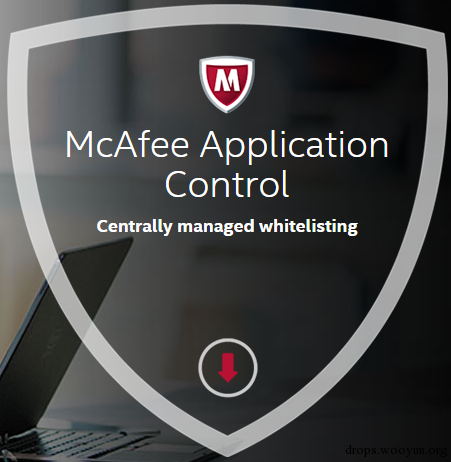 M
McAfee Application
Control
Centrally managed whitelisting
drops.wooyun.org